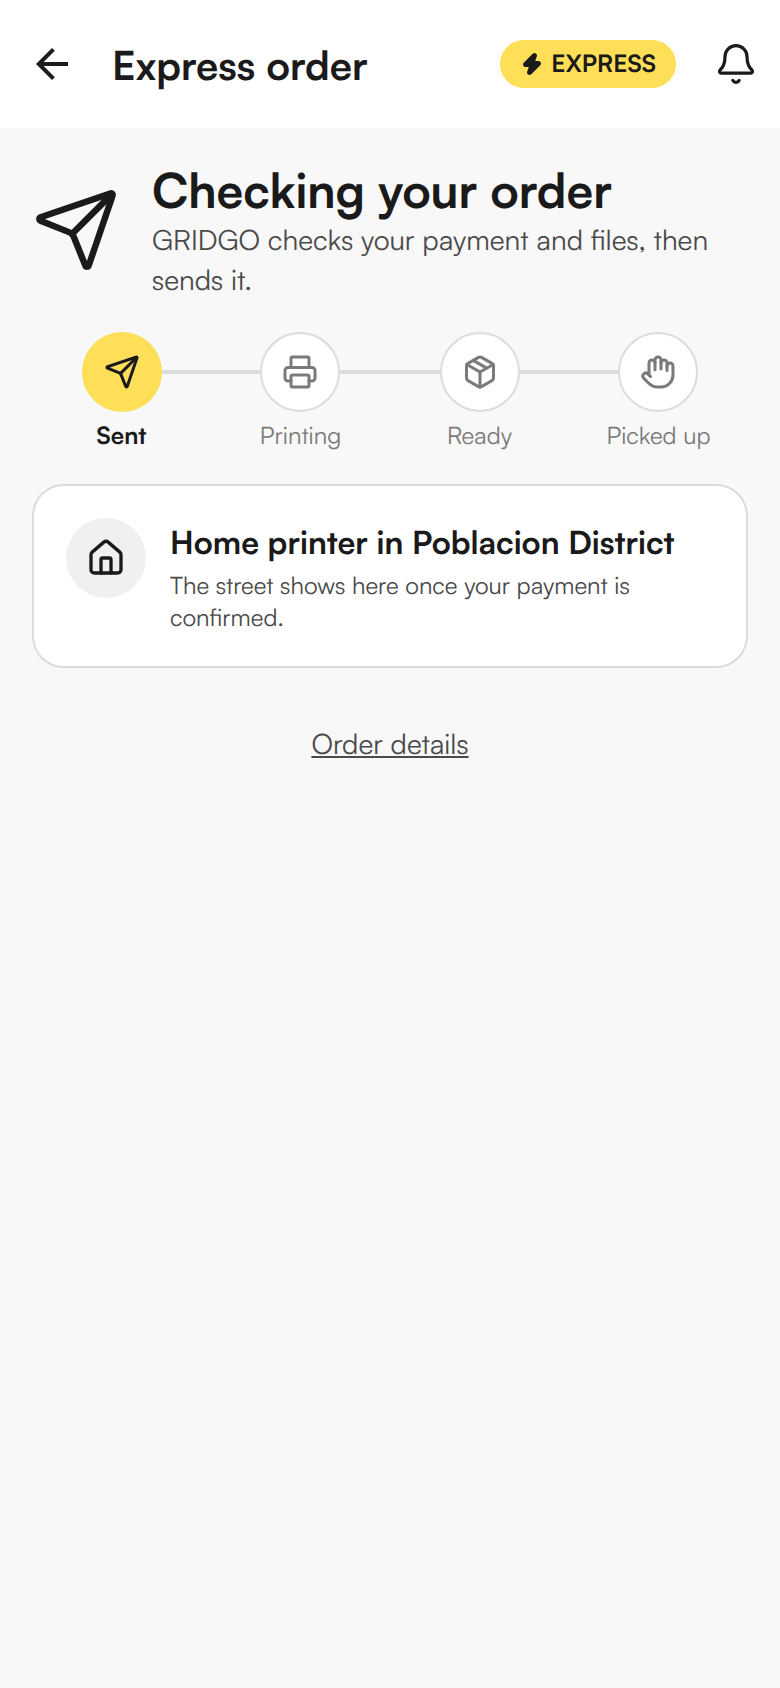 Express order
EXPRESS
Checking your order
GRIDGO checks your payment and files, then
sends it.
Sent
Printing
Ready
Picked up
Home printer in Poblacion District
The street shows here once your payment is
confirmed.
Order details